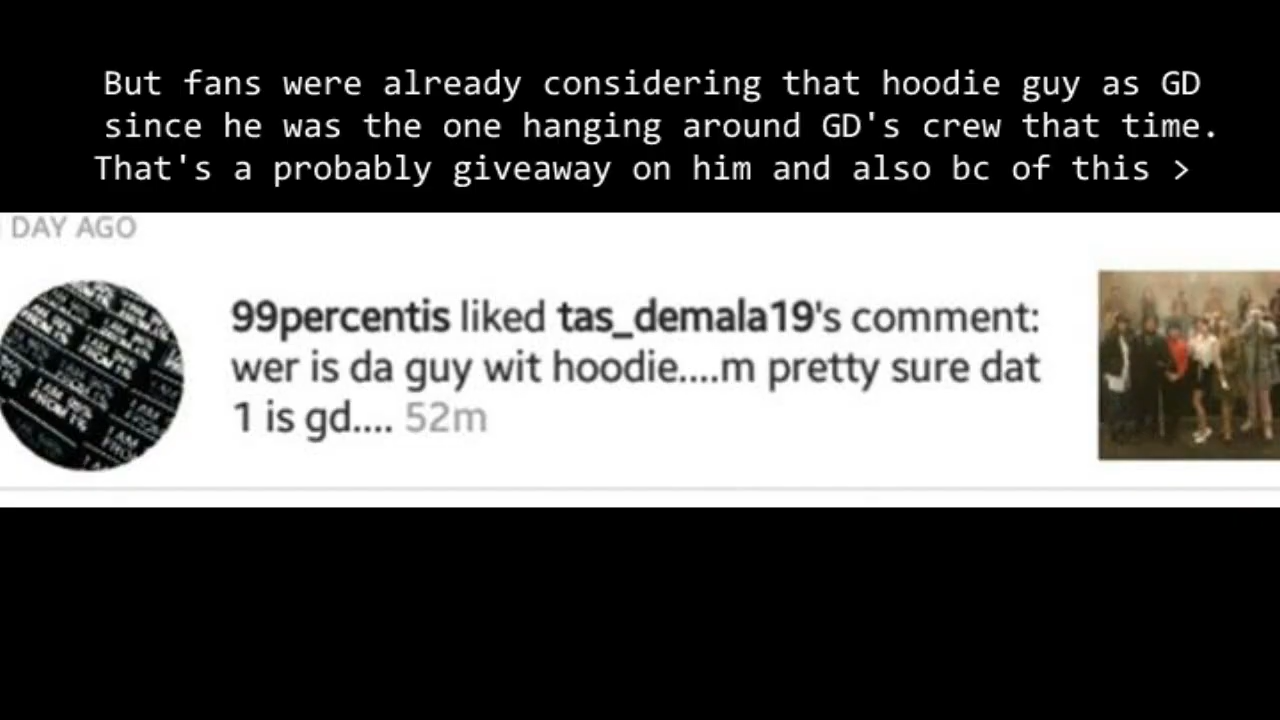 But fans were already considering that hoodie guy as GD
since he was the one hanging around GD's crew that time.
That's a probably giveaway on him and also bc of this >
DAY AGO
99percentis liked tas_demala19's comment:
wer is da guy wit hoodie....m pretty sure dat
1 is gd.... 52m